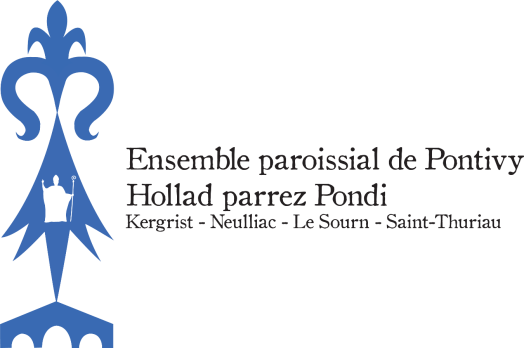 Ensemble paroissial de Pontivy
Hollad parrez Pondi
Kergrist - Neulliac - Le Sourn - Saint-Thuriau